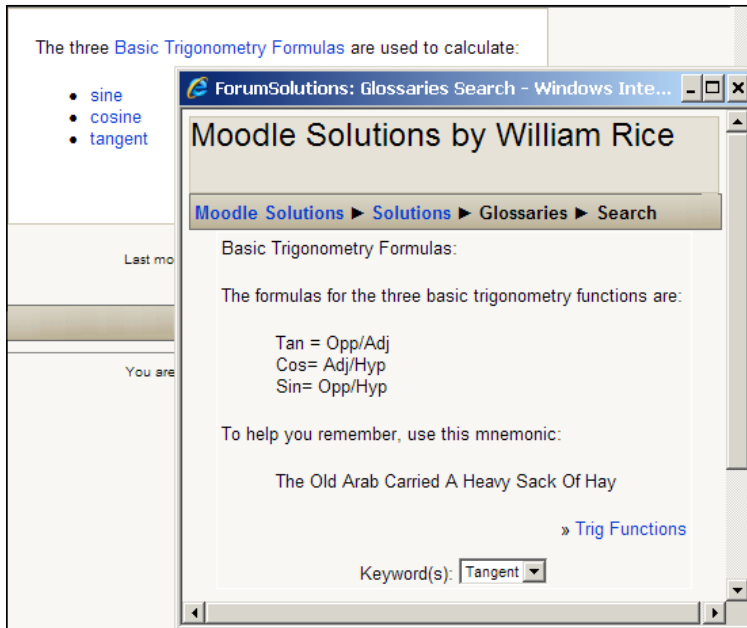 The three Basic Trigonometry Formulas are used to calculate:
• sine
• cosine
• tangent
Last mo
You are
ForumSolutions: Glossaries Search - Windows Inte...
Moodle Solutions by William Rice
Moodle Solutions ► Solutions ► Glossaries ► Search
Basic Trigonometry Formulas:
The formulas for the three basic trigonometry functions are:
Tan = Opp/Adj
Cos= Adj/Hyp
Sin= Opp/Hyp
To help you remember, use this mnemonic:
The Old Arab Carried A Heavy Sack Of Hay
» Trig Functions
Keyword(s): Tangent